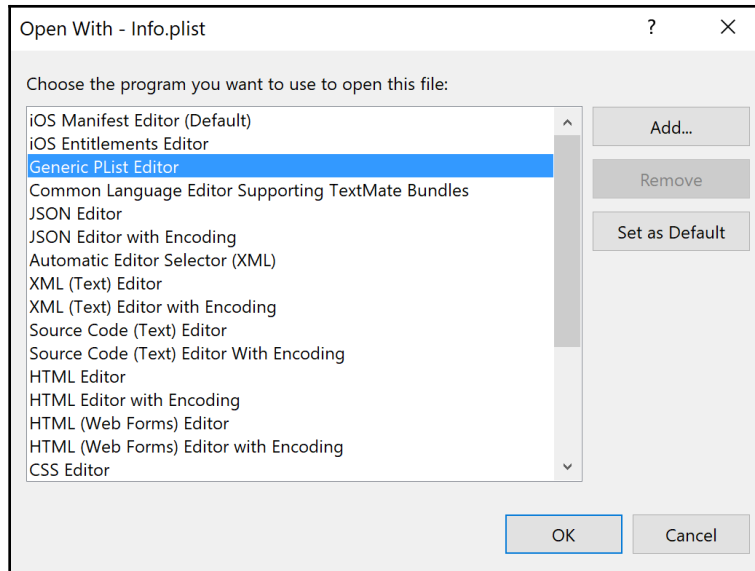 Open With - Info.plist
?
Choose the program you want to use to open this file:
iOS Manifest Editor (Default)
iOS Entitlements Editor
Generic PList Editor
Common Language Editor Supporting TextMate Bundles
JSON Editor
JSON Editor with Encoding
Automatic Editor Selector (XML)
XML (Text) Editor
XML (Text) Editor with Encoding
Source Code (Text) Editor
Source Code (Text) Editor With Encoding
HTML Editor
HTML Editor with Encoding
HTML (Web Forms) Editor
HTML (Web Forms) Editor with Encoding
CSS Editor
Add...
Remove
Set as Default
OK
Cancel